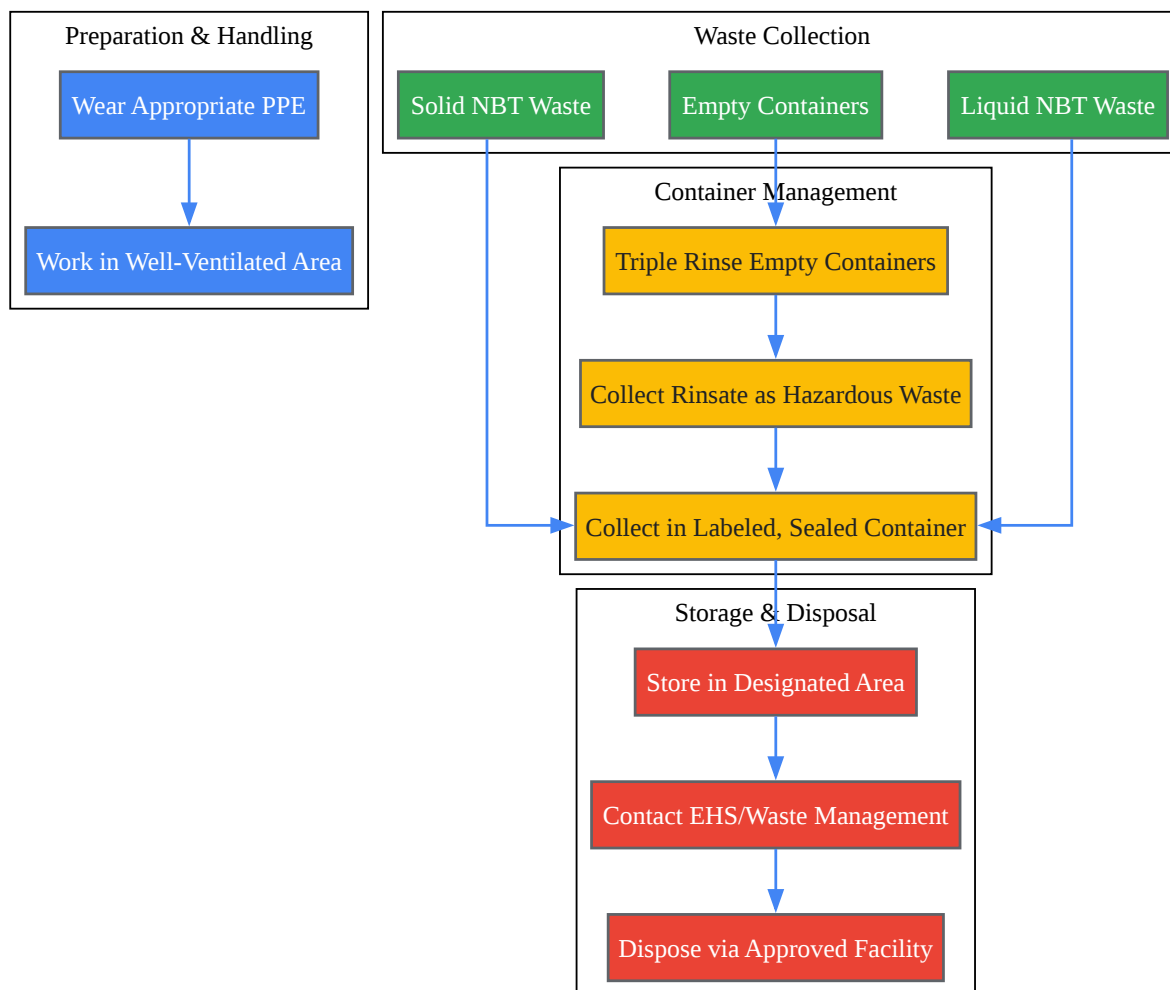 Preparation & Handling
Wear Appropriate PPE
Work in Well-Ventilated Area
Waste Collection
Solid NBT Waste
Empty Containers
Liquid NBT Waste
Container Management
Triple Rinse Empty Containers
Collect Rinsate as Hazardous Waste
Collect in Labeled, Sealed Container
Storage & Disposal
Store in Designated Area
Contact EHS/Waste Management
Dispose via Approved Facility